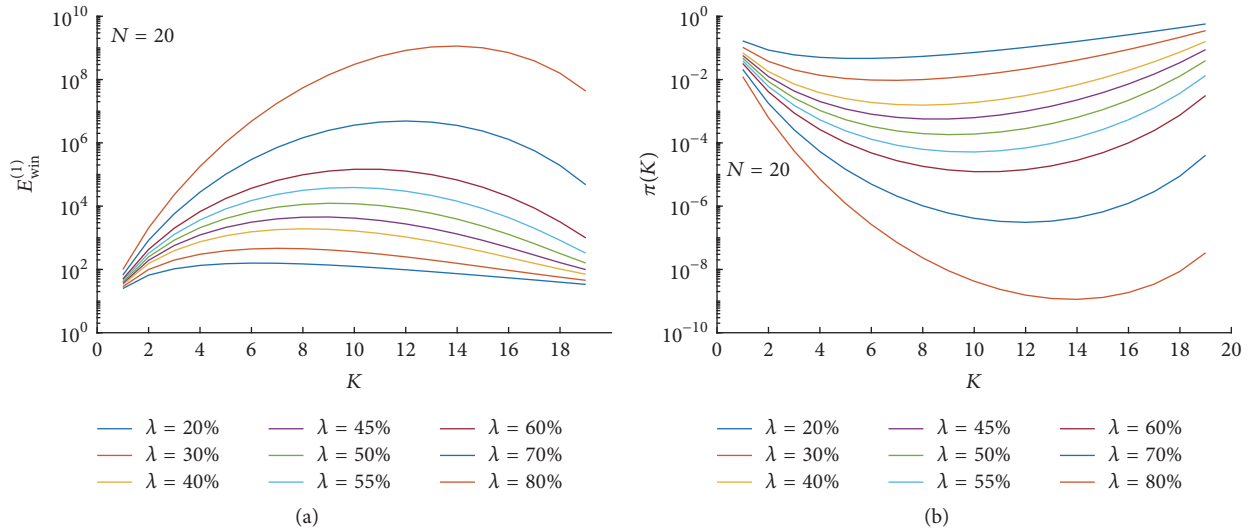 10^10
10^8
10^6
10^4
10^2
10^0
E_win^(1)
N = 20
0 2 4 6 8 10 12 14 16 18
K
λ = 20% λ = 45% λ = 60%
λ = 30% λ = 50% λ = 70%
λ = 40% λ = 55% λ = 80%
(a)
10^0
10^−2
10^−4
10^−6
10^−8
10^−10
π(K)
N = 20
0 2 4 6 8 10 12 14 16 18 20
K
λ = 20% λ = 45% λ = 60%
λ = 30% λ = 50% λ = 70%
λ = 40% λ = 55% λ = 80%
(b)